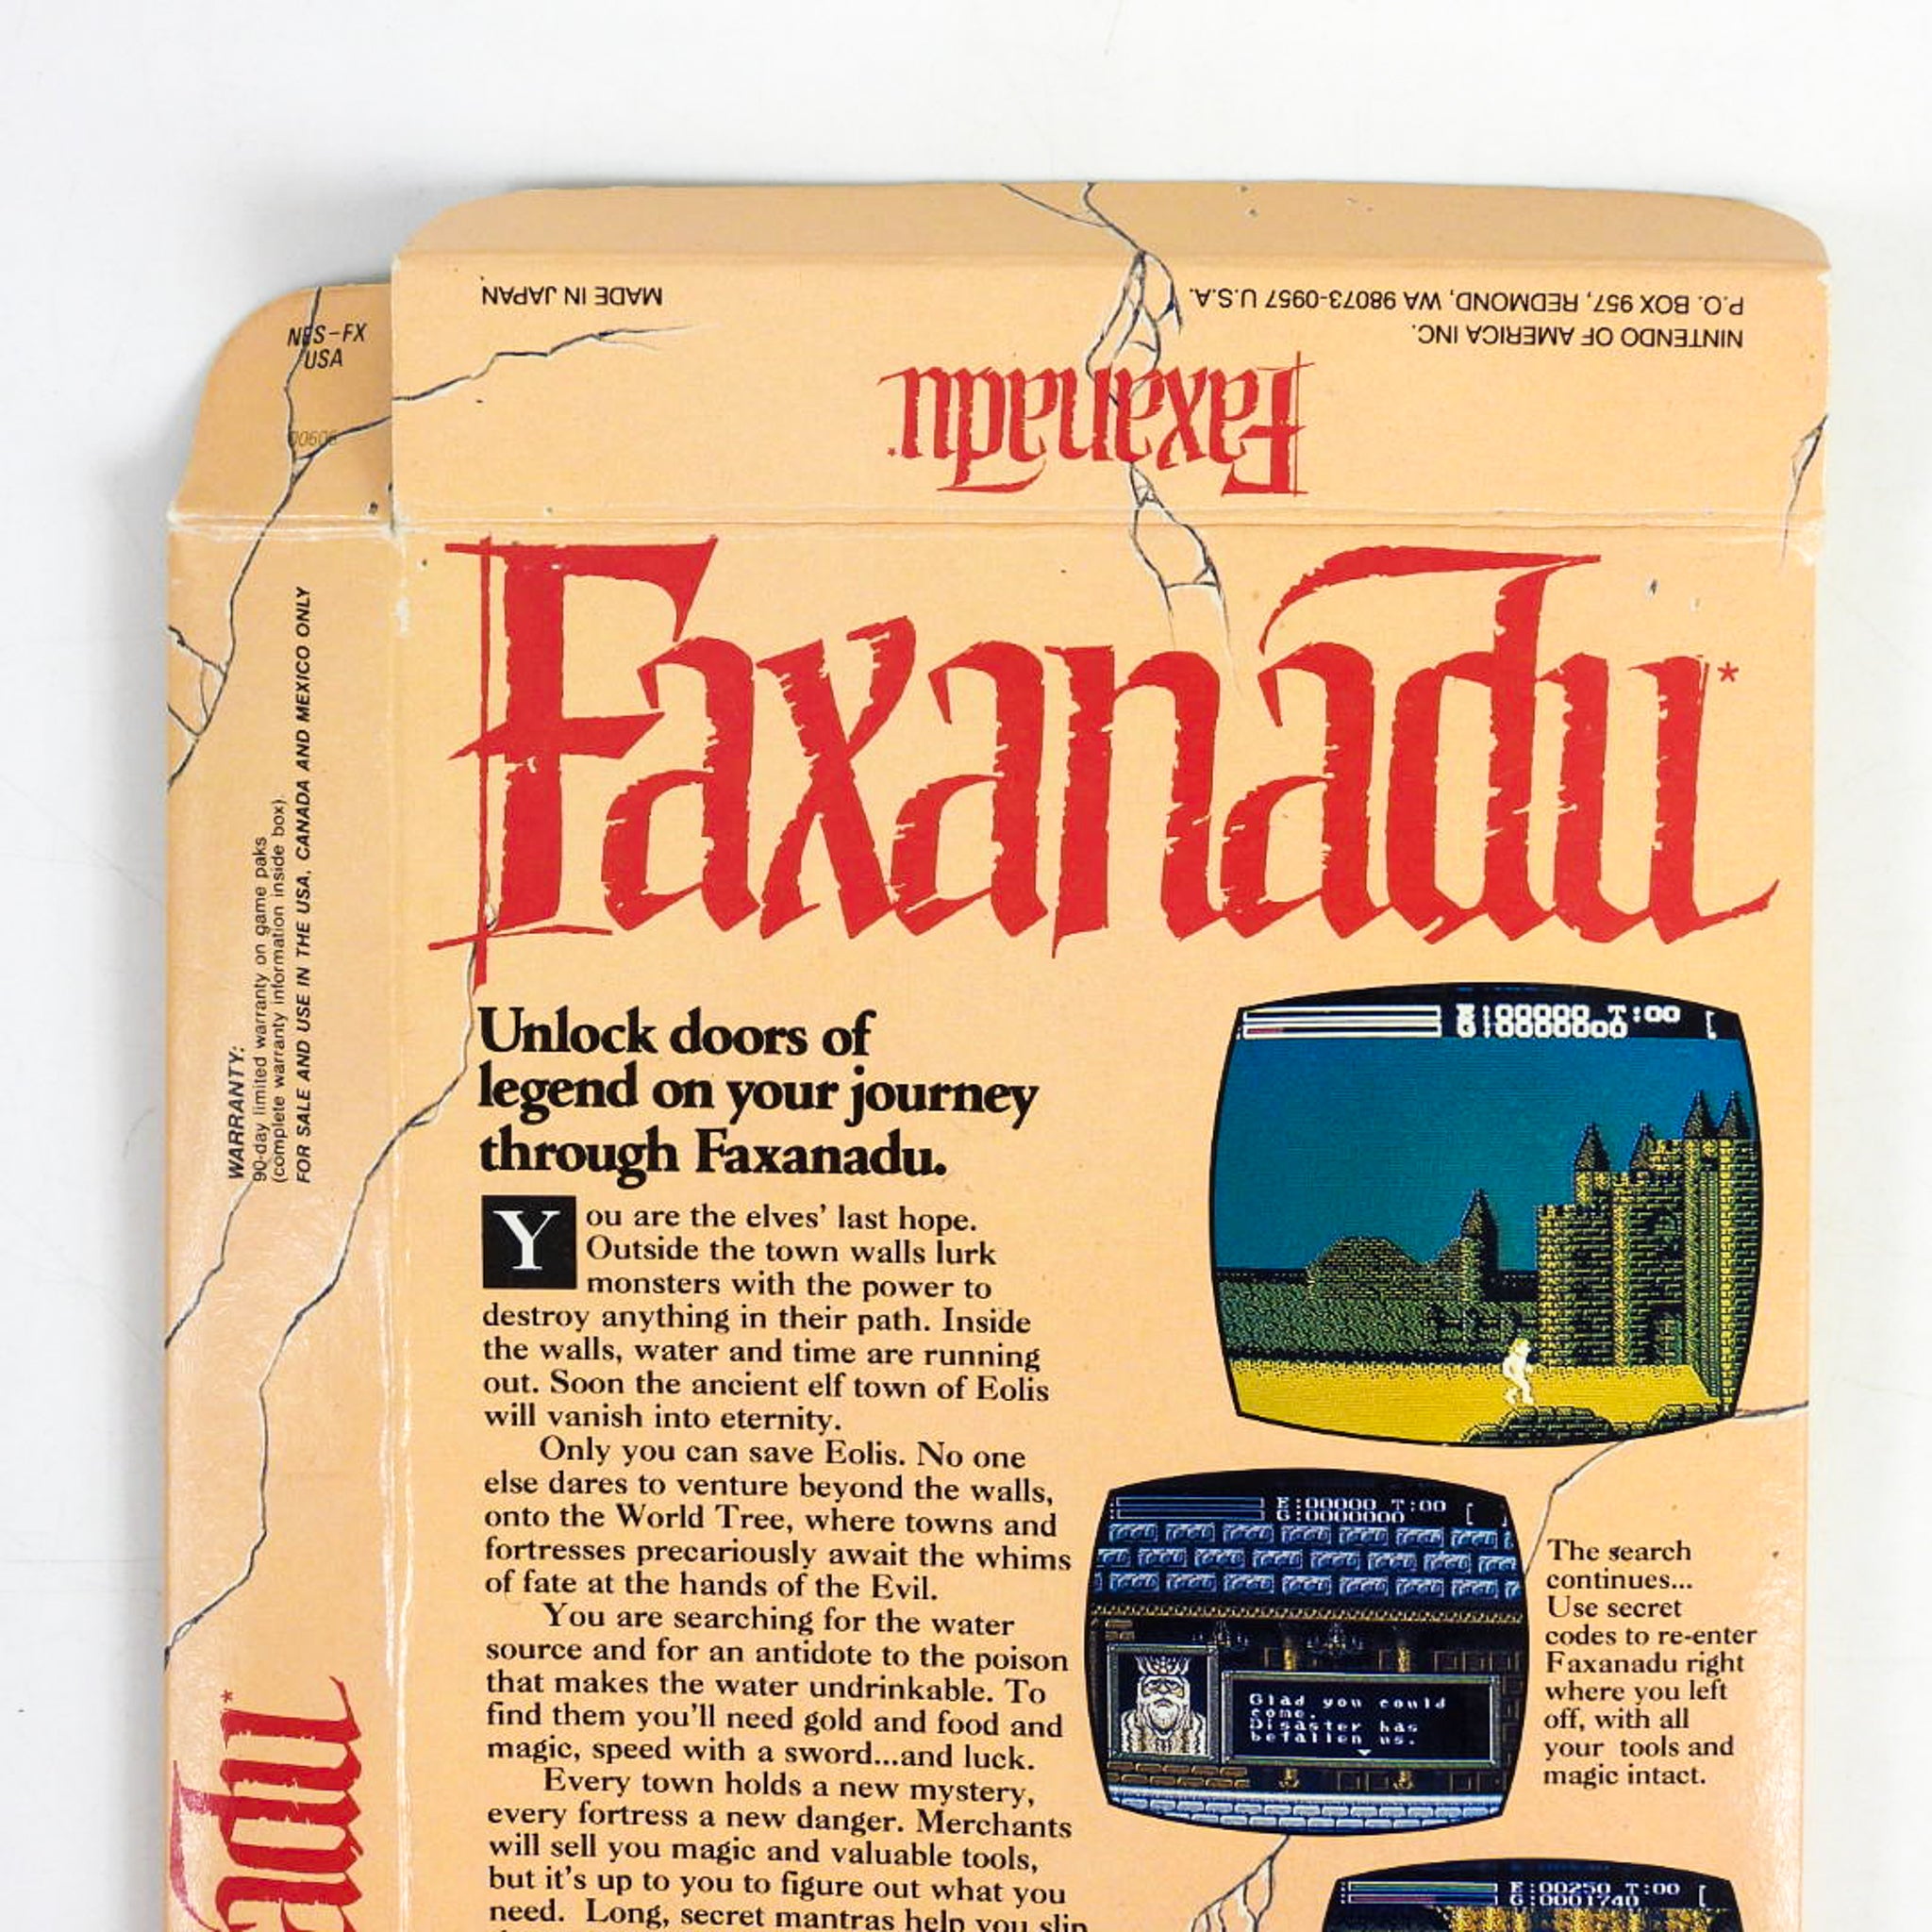 NES-FX
USA
00606
MADE IN JAPAN
NINTENDO OF AMERICA INC.
P.O. BOX 957, REDMOND, WA 98073-0957 U.S.A.
Faxanadu*
Faxanadu*
WARRANTY:
90-day limited warranty on game paks
(complete warranty information inside box).
FOR SALE AND USE IN THE USA, CANADA AND MEXICO ONLY
Unlock doors of
legend on your journey
through Faxanadu.
You are the elves' last hope.
Outside the town walls lurk
monsters with the power to
destroy anything in their path. Inside
the walls, water and time are running
out. Soon the ancient elf town of Eolis
will vanish into eternity.
Only you can save Eolis. No one
else dares to venture beyond the walls,
onto the World Tree, where towns and
fortresses precariously await the whims
of fate at the hands of the Evil.
You are searching for the water
source and for an antidote to the poison
that makes the water undrinkable. To
find them you'll need gold and food and
magic, speed with a sword...and luck.
Every town holds a new mystery,
every fortress a new danger. Merchants
will sell you magic and valuable tools,
but it's up to you to figure out what you
need. Long, secret mantras help you slip
E:00000 T:00 [
G:0000000
E:00000 T:00 [ ]
G:0000000
Glad you could
come.
Disaster has
befallen us.
The search
continues...
Use secret
codes to re-enter
Faxanadu right
where you left
off, with all
your tools and
magic intact.
E:00250 T:00 [
G:0001740